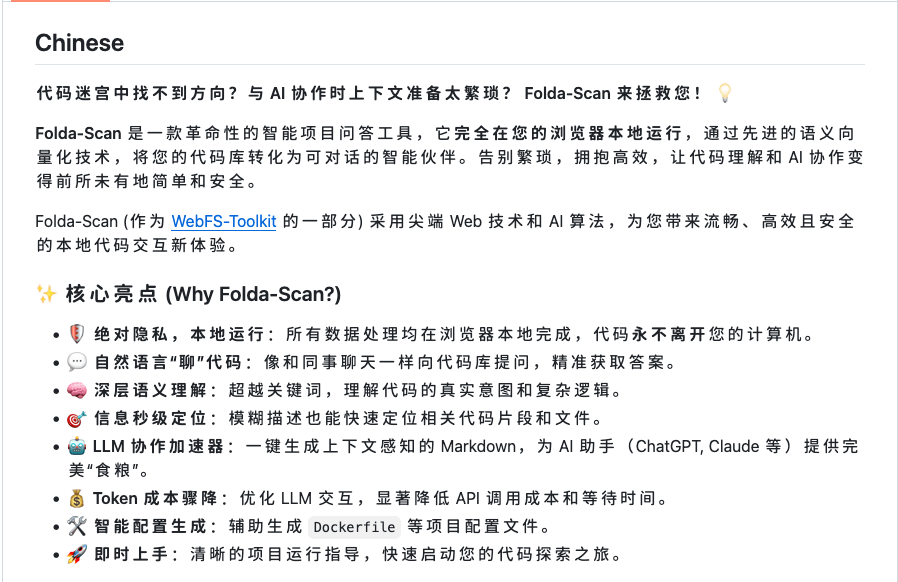 Chinese
代码迷宫中找不到方向？与 AI 协作时上下文准备太繁琐？ Folda-Scan 来拯救您！ 💡
Folda-Scan 是一款革命性的智能项目问答工具，它完全在您的浏览器本地运行，通过先进的语义向
量化技术，将您的代码库转化为可对话的智能伙伴。告别繁琐，拥抱高效，让代码理解和 AI 协作变
得前所未有地简单和安全。
Folda-Scan (作为 WebFS-Toolkit 的一部分) 采用尖端 Web 技术和 AI 算法，为您带来流畅、高效且安全
的本地代码交互新体验。
✨ 核心亮点 (Why Folda-Scan?)
• 🛡️ 绝对隐私，本地运行：所有数据处理均在浏览器本地完成，代码永不离开您的计算机。
• 💬 自然语言“聊”代码：像和同事聊天一样向代码库提问，精准获取答案。
• 🧠 深层语义理解：超越关键词，理解代码的真实意图和复杂逻辑。
• 🎯 信息秒级定位：模糊描述也能快速定位相关代码片段和文件。
• 🤖 LLM 协作加速器：一键生成上下文感知的 Markdown，为 AI 助手（ChatGPT, Claude 等）提供完
美“食粮”。
• 💰 Token 成本骤降：优化 LLM 交互，显著降低 API 调用成本和等待时间。
• 🛠️ 智能配置生成：辅助生成 Dockerfile 等项目配置文件。
• 🚀 即时上手：清晰的项目运行指导，快速启动您的代码探索之旅。